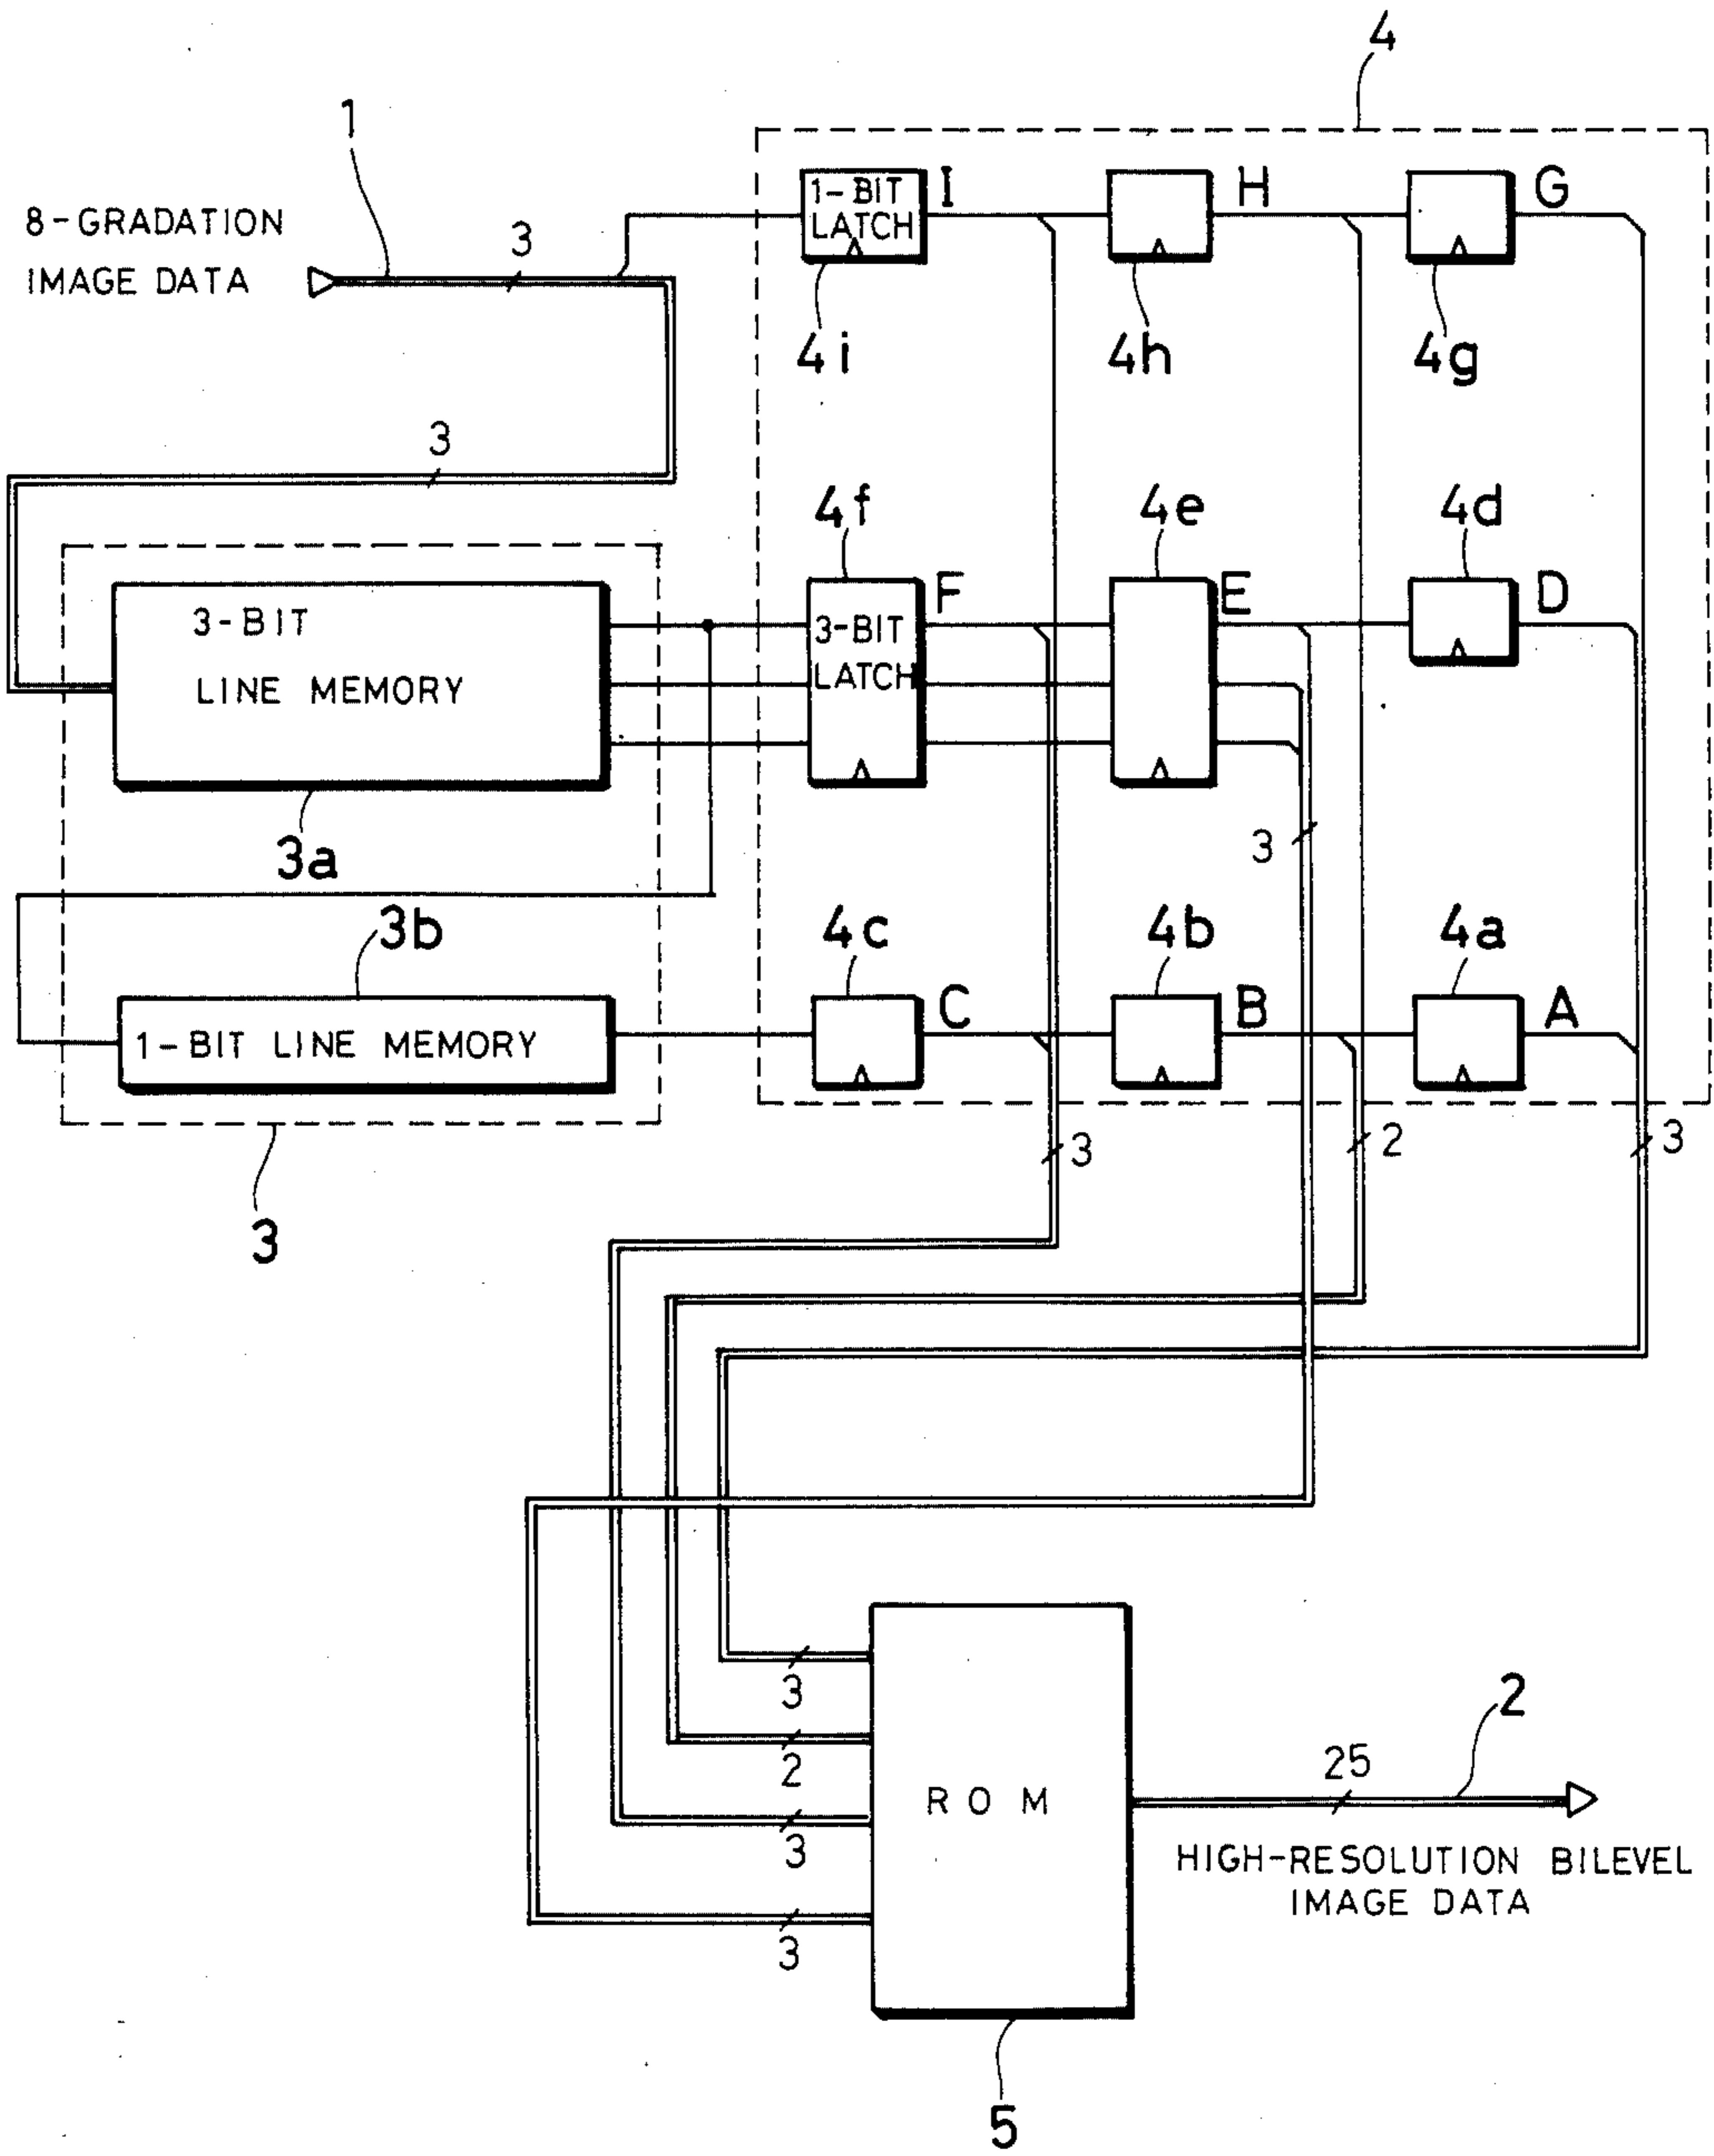 4
1
1-BIT
LATCH
I
H
G
8-GRADATION
IMAGE DATA
3
4i
4h
4g
3
4f
4e
4d
3-BIT
LINE MEMORY
3-BIT
LATCH
F
E
D
3a
3
3b
4c
4b
4a
1-BIT LINE MEMORY
C
B
A
3
2
3
3
3
2
3
3
ROM
25
2
HIGH-RESOLUTION BILEVEL
IMAGE DATA
5